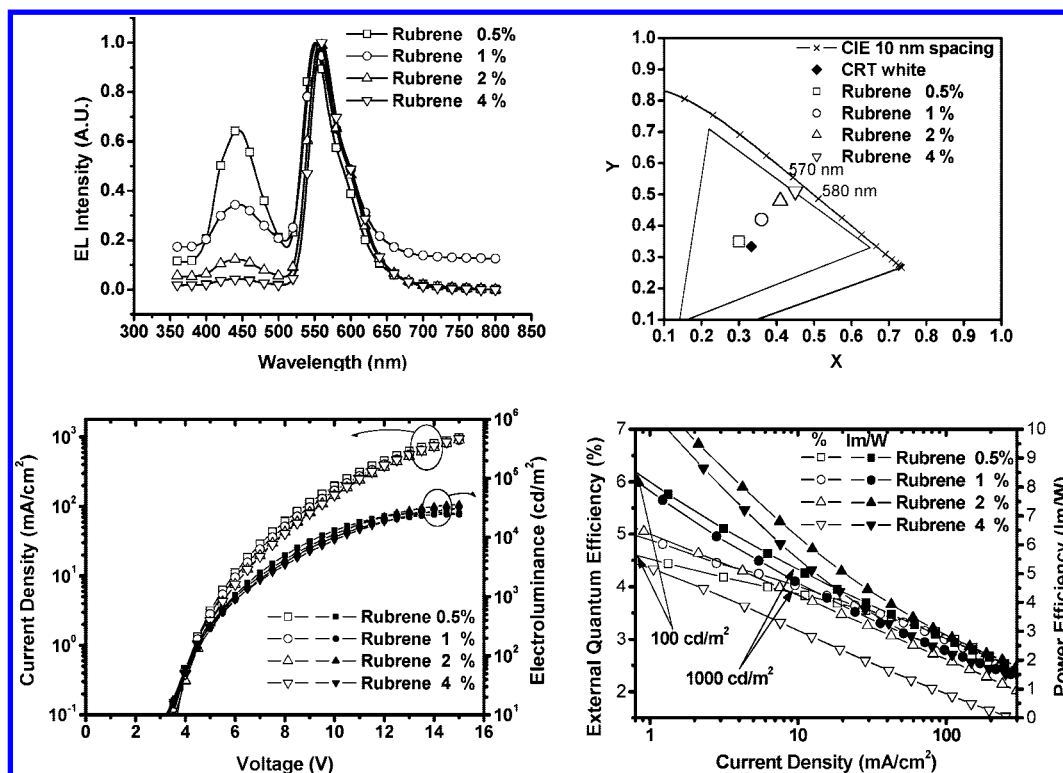 EL Intensity (A.U.)
1.0
0.8
0.6
0.4
0.2
0.0
Rubrene 0.5%
Rubrene 1 %
Rubrene 2 %
Rubrene 4 %
300 350 400 450 500 550 600 650 700 750 800 850
Wavelength (nm)
Y
1.0
0.9
0.8
0.7
0.6
0.5
0.4
0.3
0.2
0.1
CIE 10 nm spacing
CRT white
Rubrene 0.5%
Rubrene 1 %
Rubrene 2 %
Rubrene 4 %
570 nm
580 nm
0.1 0.2 0.3 0.4 0.5 0.6 0.7 0.8 0.9 1.0
X
Current Density (mA/cm²)
10³
10²
10¹
10⁰
10⁻¹
Rubrene 0.5%
Rubrene 1 %
Rubrene 2 %
Rubrene 4 %
10⁶
10⁵
10⁴
10³
10²
10¹
Electroluminance (cd/m²)
0 2 4 6 8 10 12 14 16
Voltage (V)
External Quantum Efficiency (%)
7
6
5
4
3
2
% lm/W
Rubrene 0.5%
Rubrene 1 %
Rubrene 2 %
Rubrene 4 %
100 cd/m²
1000 cd/m²
10
9
8
7
6
5
4
3
2
1
0
Power Efficiency (lm/W)
1 10 100
Current Density (mA/cm²)